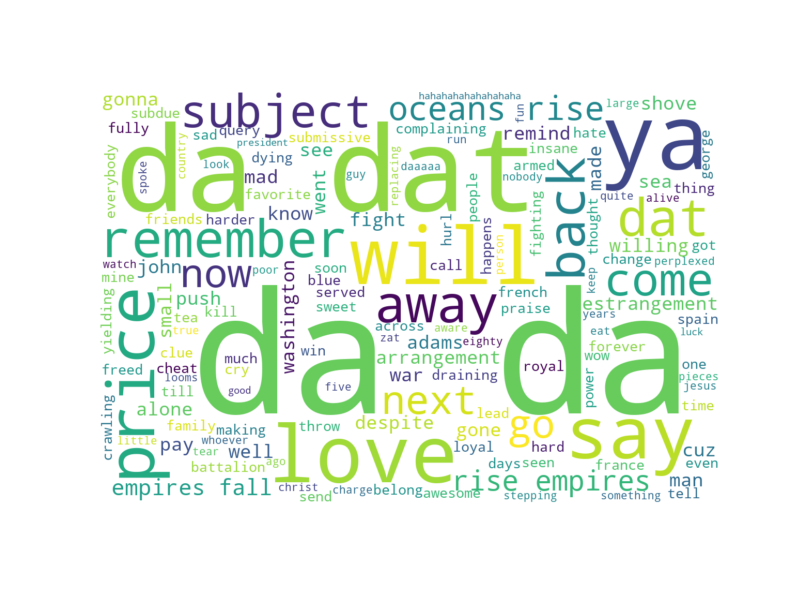 hahahahahahahahaha
gonna
subdue
fully
subject
sad
query
president
submissive
country
spoke
look
dying
everybody
da dat
see
complaining
oceans rise
run
fun
remind
insane
large
shove
hate
george
ya
daaaaa
guy
nobody
armed
quite
alive
mad
favorite
went
replacing
people
sea
thing
made
thought
friends
harder
know
fight
hurl
happens
person
fighting
back
dat
remember
will
willing
got
change
perplexed
watch
mine
john
now
poor
soon
blue
call
keep
come
washington
away
small
push
tea
kill
served
sweet
french
praise
estrangement
years
spain
eat
luck
price
yielding
true
clue
looms
cheat
freed
till
da da
much
cry
good
win
five
across
zat
aware
eighty
adams
arrangement
war
draining
royal
wow
forever
power
one
pieces
jesus
alone
making
throw
despite
next
gone
lead
go
say
time
crawling
family
little
pay
whoever
well
tear
battalion
ago
love
loyal
hard
cuz
even
days
seen
france
man
tell
empires fall
christ
send
charge
belong
awesome
rise empires
stepping
something